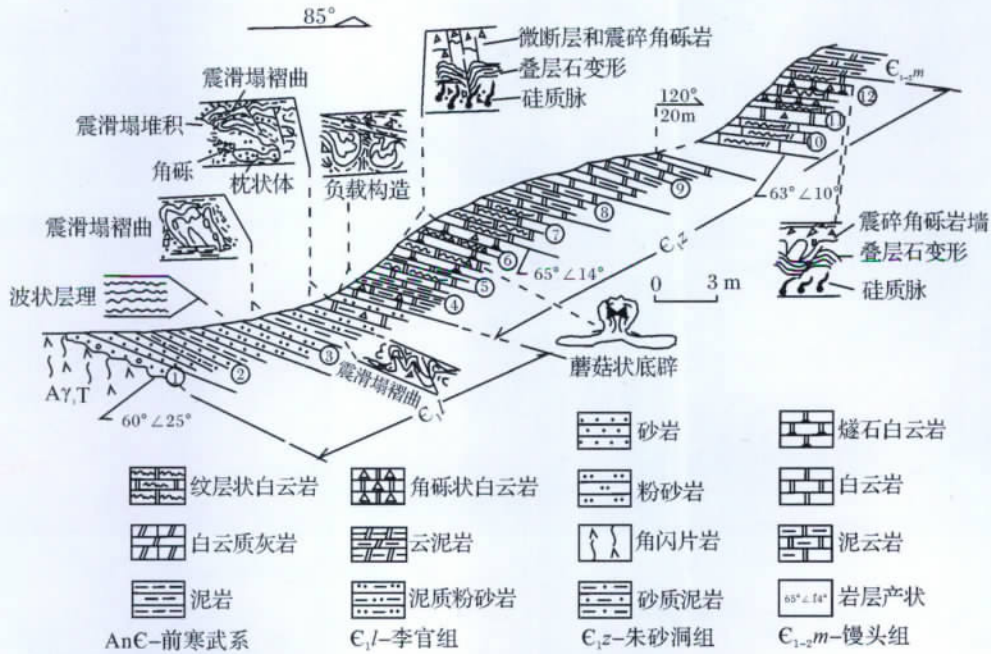 85°
微断层和震碎角砾岩
叠层石变形
硅质脉
震滑塌褶曲
震滑塌堆积
角砾
枕状体
负载构造
震滑塌褶曲
波状层理
120°
20m
Є₁₋₂m
⑫
⑪
⑩
⑨
⑧
⑦
⑥
⑤
④
③
②
①
63°∠10°
65°∠14°
Є₁z
震碎角砾岩墙
叠层石变形
硅质脉
0 3 m
蘑菇状底辟
震滑塌褶曲
Є₁l
60°∠25°
砂岩
燧石白云岩
纹层状白云岩
角砾状白云岩
粉砂岩
白云岩
白云质灰岩
云泥岩
角闪片岩
泥云岩
泥岩
泥质粉砂岩
砂质泥岩
65°∠14° 岩层产状
AnЄ–前寒武系
Є₁l–李官组
Є₁z–朱砂洞组
Є₁₋₂m–馒头组